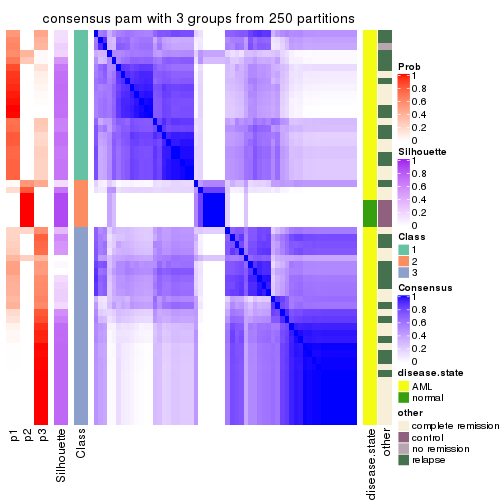 consensus pam with 3 groups from 250 partitions
Prob
1
0.8
0.6
0.4
0.2
0
Silhouette
1
0.8
0.6
0.4
0.2
0
Class
1
2
3
Consensus
1
0.8
0.6
0.4
0.2
0
disease.state
AML
normal
other
complete remission
control
no remission
relapse
1
2
3
p1
p2
p3
Silhouette
Class
disease.state
other